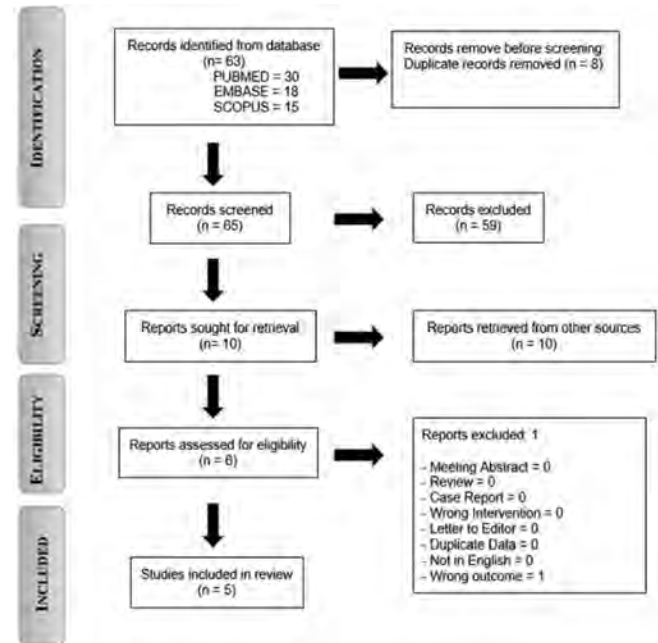 IDENTIFICATION
Records identified from database
(n= 63)
PUBMED = 30
EMBASE = 18
SCOPUS = 15
Records remove before screening:
Duplicate records removed (n = 8)
Records screened
(n = 65)
Records excluded
(n = 59)
SCREENING
Reports sought for retrieval
(n= 10)
Reports retrieved from other sources
(n = 10)
ELIGIBILITY
Reports assessed for eligibility
(n = 6)
Reports excluded: 1
- Meeting Abstract = 0
- Review = 0
- Case Report = 0
- Wrong Intervention = 0
- Letter to Editor = 0
- Duplicate Data = 0
- Not in English = 0
- Wrong outcome = 1
INCLUDED
Studies included in review
(n = 5)